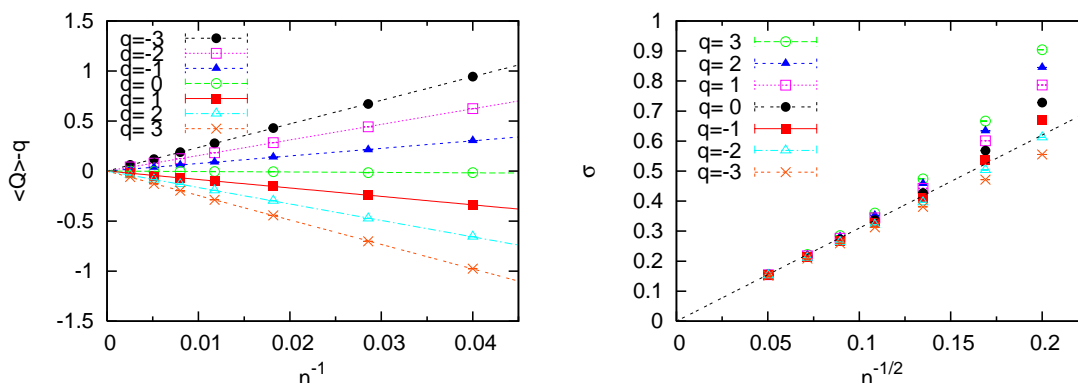 1.5
1
0.5
0
-0.5
-1
-1.5
<Q>-q
q=-3
q=-2
q=-1
q= 0
q= 1
q= 2
q= 3
0
0.01
0.02
0.03
0.04
n⁻¹
1
0.9
0.8
0.7
0.6
0.5
0.4
0.3
0.2
0.1
0
σ
q= 3
q= 2
q= 1
q= 0
q=-1
q=-2
q=-3
0
0.05
0.1
0.15
0.2
n⁻¹/²